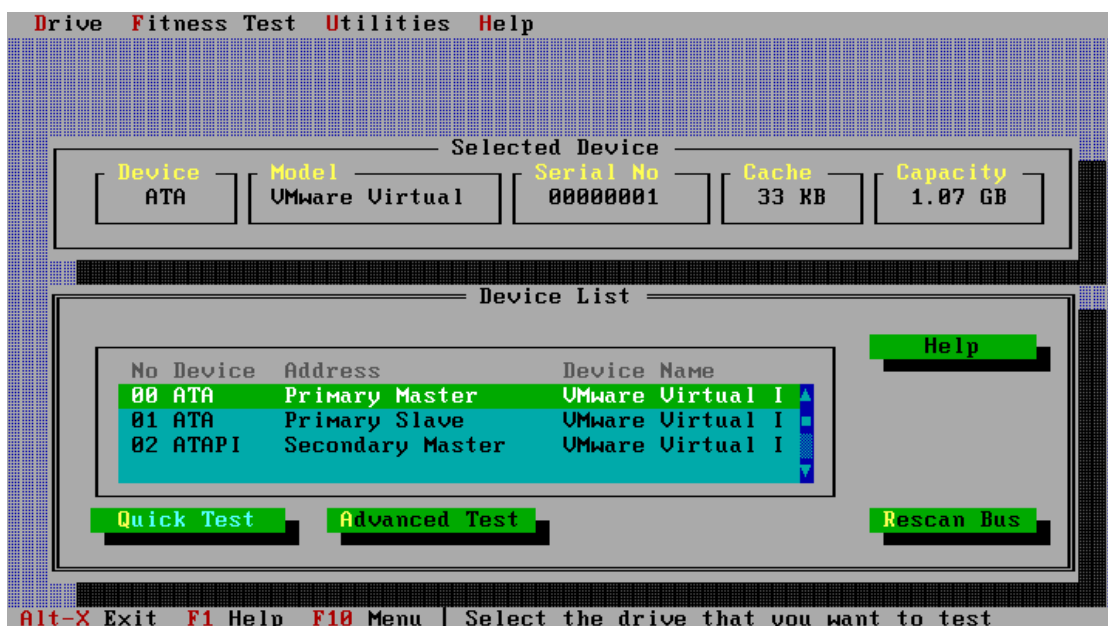 Drive Fitness Test Utilities Help
Selected Device
Device Model Serial No Cache Capacity
ATA VMware Virtual 00000001 33 KB 1.07 GB
Device List
Help
No Device Address Device Name
00 ATA Primary Master VMware Virtual I
01 ATA Primary Slave VMware Virtual I
02 ATAPI Secondary Master VMware Virtual I
Quick Test Advanced Test Rescan Bus
Alt-X Exit F1 Help F10 Menu | Select the drive that you want to test